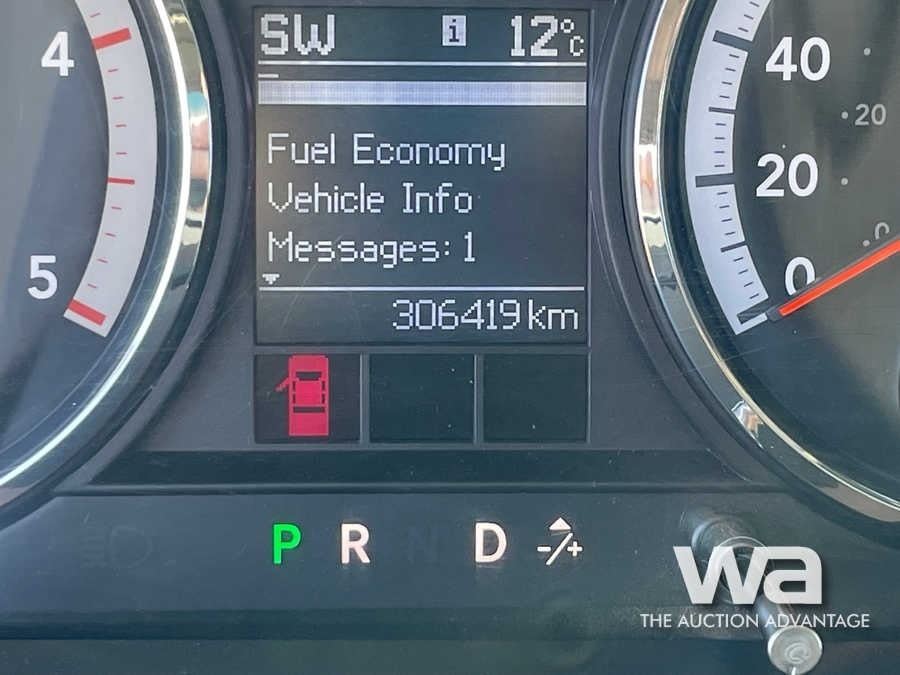 4
5
SW i 12°C
Fuel Economy
Vehicle Info
Messages: 1
306419 km
40
20
20
0
0
P R N D -/+
wa
THE AUCTION ADVANTAGE